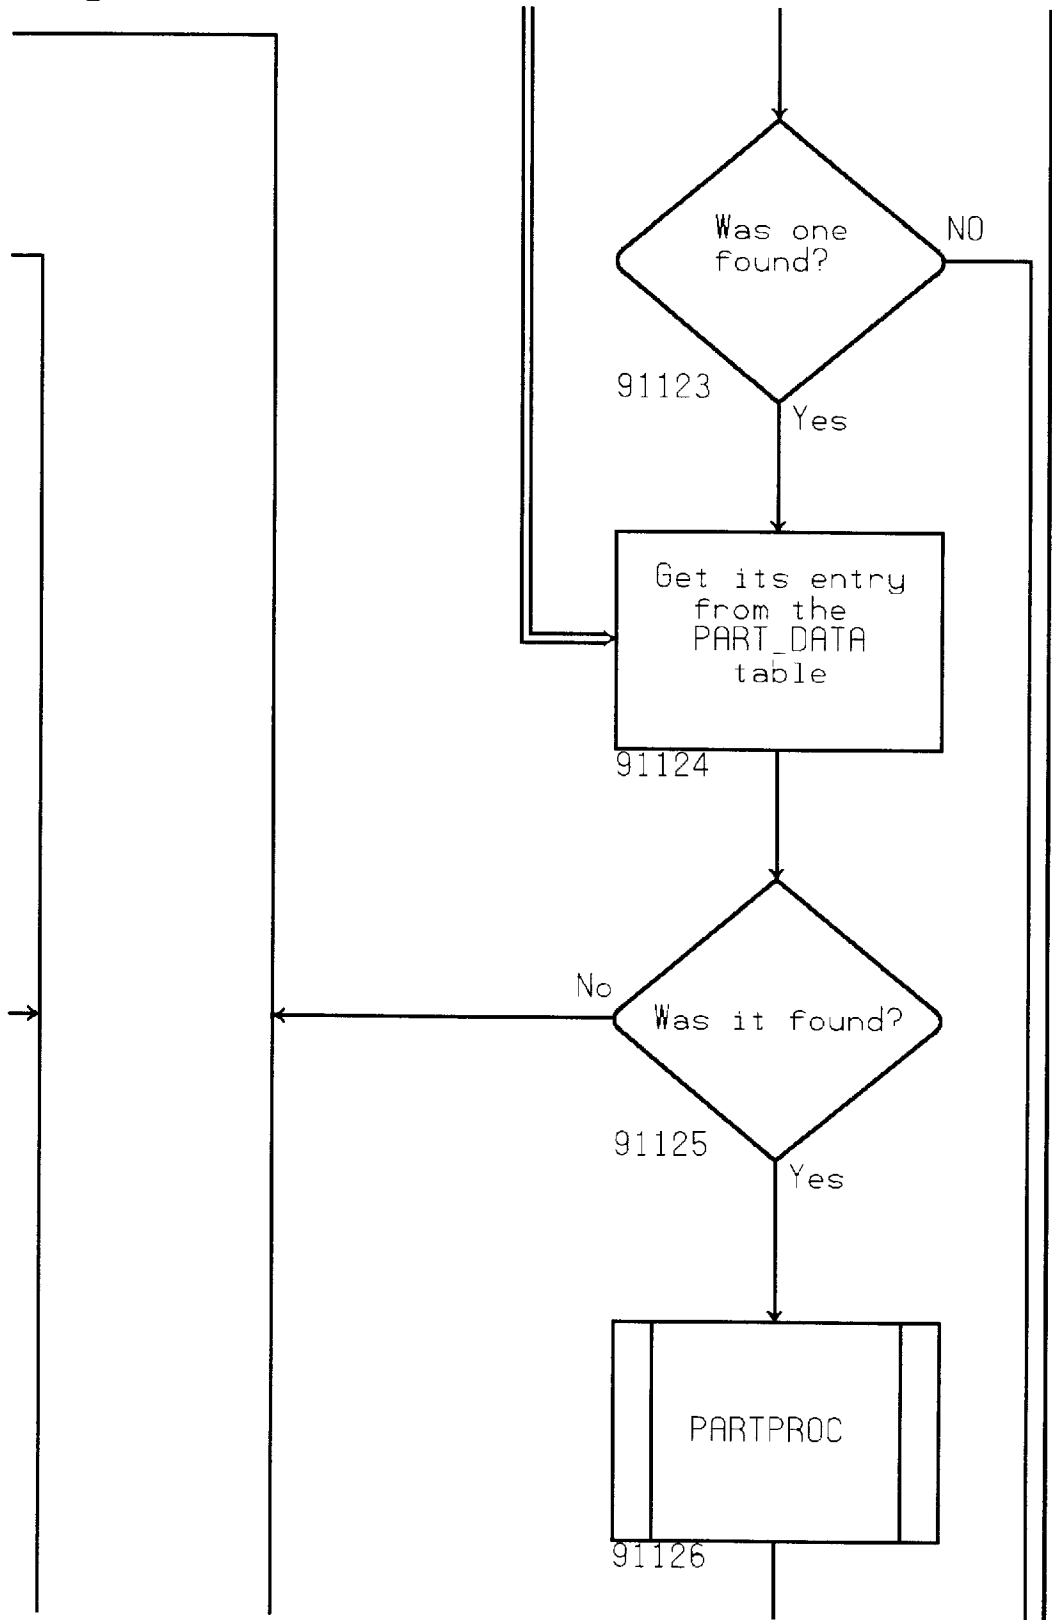 Was one
found?
NO
91123
Yes
Get its entry
from the
PART_DATA
table
91124
No
Was it found?
91125
Yes
PARTPROC
91126